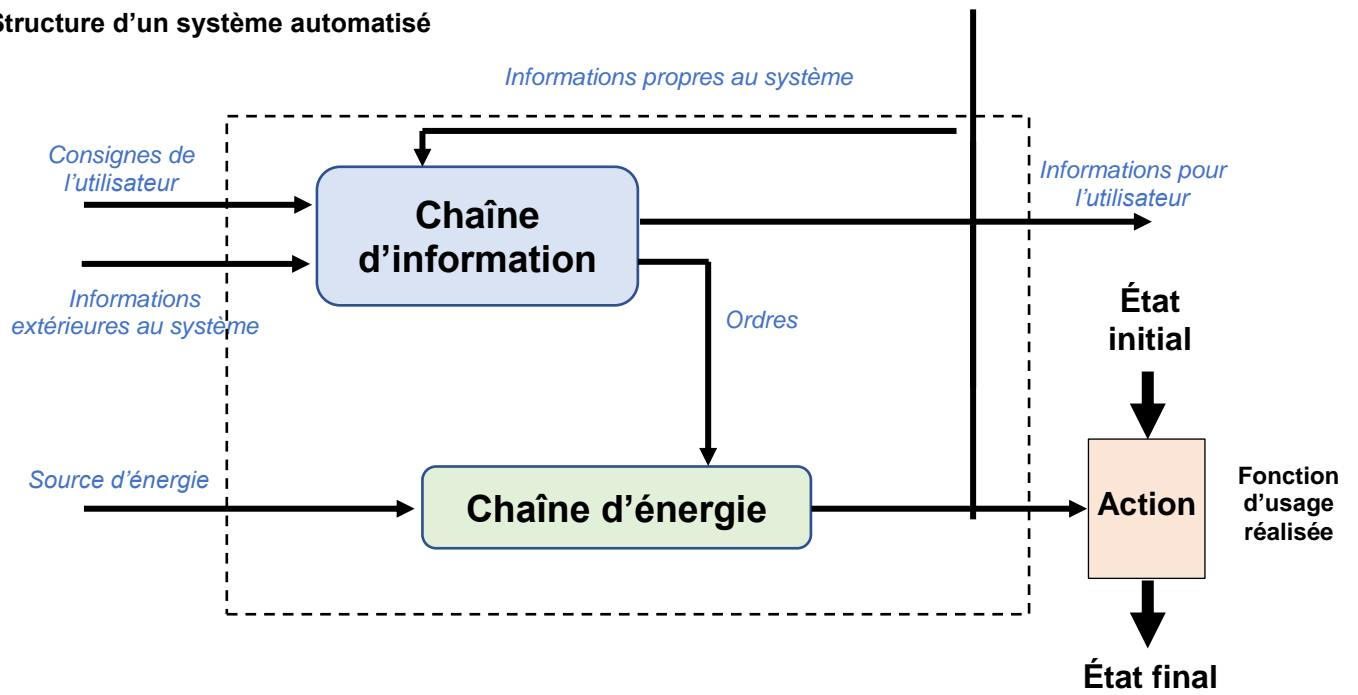 Structure d'un système automatisé
Informations propres au système
Consignes de
l'utilisateur
Informations pour
l'utilisateur
Chaîne
d'information
Informations
extérieures au système
Ordres
État
initial
Source d'énergie
Chaîne d'énergie
Action
Fonction
d'usage
réalisée
État final